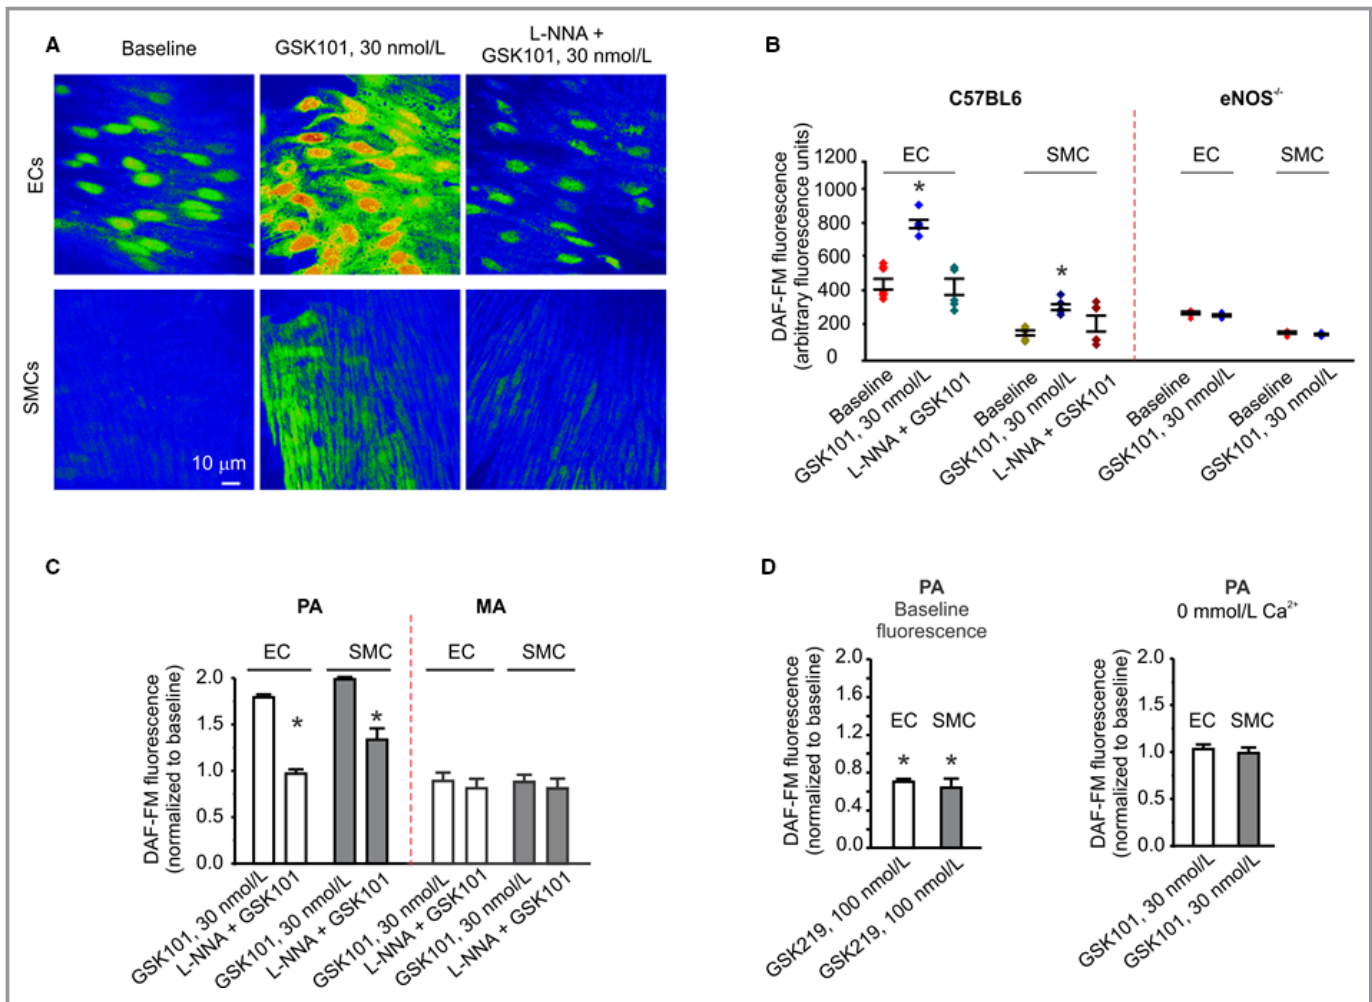 A
Baseline
GSK101, 30 nmol/L
L-NNA +
GSK101, 30 nmol/L
ECs
SMCs
10 µm
B
C57BL6
eNOS-/-
EC
SMC
EC
SMC
DAF-FM fluorescence
(arbitrary fluorescence units)
1200
1000
800
600
400
200
0
*
*
Baseline
GSK101, 30 nmol/L
L-NNA + GSK101
Baseline
GSK101, 30 nmol/L
L-NNA + GSK101
Baseline
GSK101, 30 nmol/L
Baseline
GSK101, 30 nmol/L
C
PA
MA
EC
SMC
EC
SMC
DAF-FM fluorescence
(normalized to baseline)
2.0
1.5
1.0
0.5
0.0
*
*
GSK101, 30 nmol/L
L-NNA + GSK101
GSK101, 30 nmol/L
L-NNA + GSK101
GSK101, 30 nmol/L
L-NNA + GSK101
GSK101, 30 nmol/L
L-NNA + GSK101
D
PA
Baseline
fluorescence
DAF-FM fluorescence
(normalized to baseline)
2.0
1.6
1.2
0.8
0.4
0.0
EC
SMC
*
*
GSK219, 100 nmol/L
GSK219, 100 nmol/L
PA
0 mmol/L Ca2+
DAF-FM fluorescence
(normalized to baseline)
2.0
1.5
1.0
0.5
0.0
EC
SMC
GSK101, 30 nmol/L
GSK101, 30 nmol/L